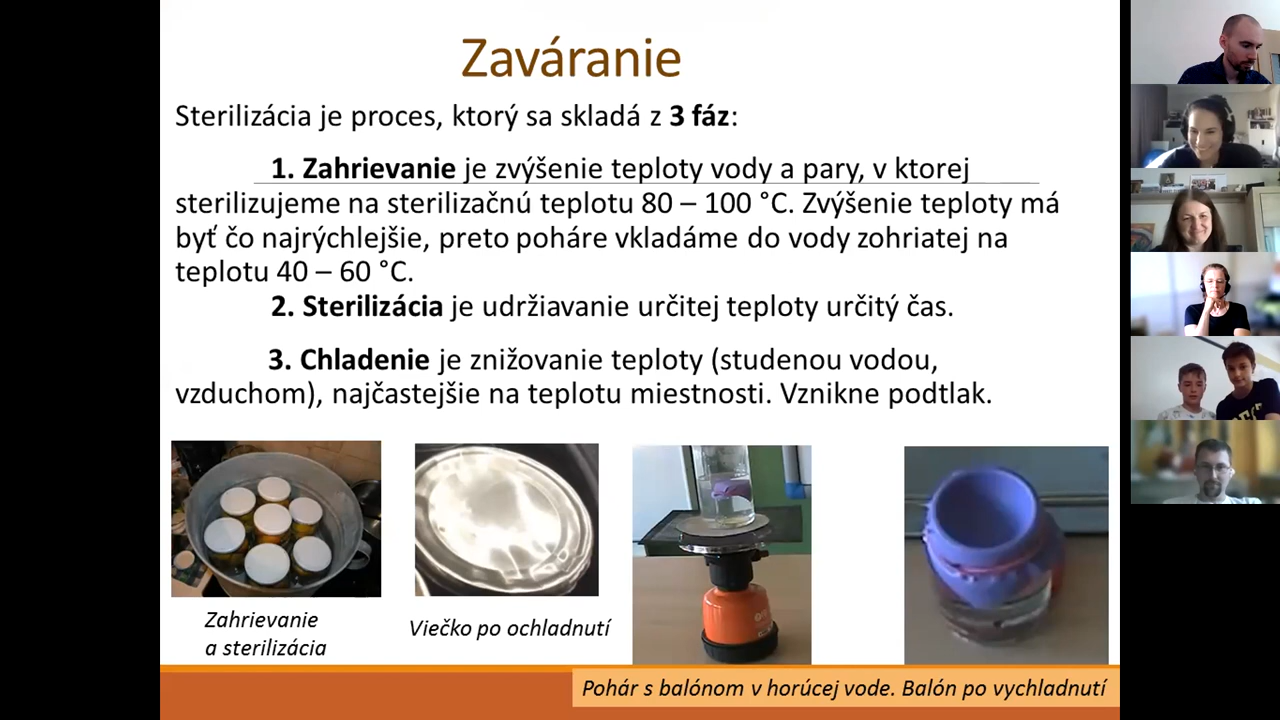 Zaváranie
Sterilizácia je proces, ktorý sa skladá z 3 fáz:
1. Zahrievanie je zvýšenie teploty vody a pary, v ktorej
sterilizujeme na sterilizačnú teplotu 80 – 100 °C. Zvýšenie teploty má
byť čo najrýchlejšie, preto poháre vkladáme do vody zohriatej na
teplotu 40 – 60 °C.
2. Sterilizácia je udržiavanie určitej teploty určitý čas.
3. Chladenie je znižovanie teploty (studenou vodou,
vzduchom), najčastejšie na teplotu miestnosti. Vznikne podtlak.
Zahrievanie
a sterilizácia
Viečko po ochladnutí
Pohár s balónom v horúcej vode. Balón po vychladnutí